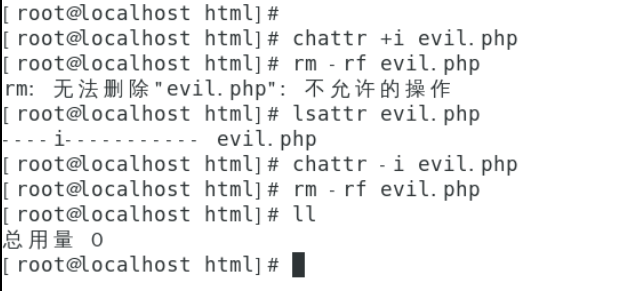 [root@localhost html]#
[root@localhost html]# chattr +i evil.php
[root@localhost html]# rm -rf evil.php
rm: 无法删除"evil.php": 不允许的操作
[root@localhost html]# lsattr evil.php
----i----------- evil.php
[root@localhost html]# chattr -i evil.php
[root@localhost html]# rm -rf evil.php
[root@localhost html]# ll
总用量 0
[root@localhost html]#